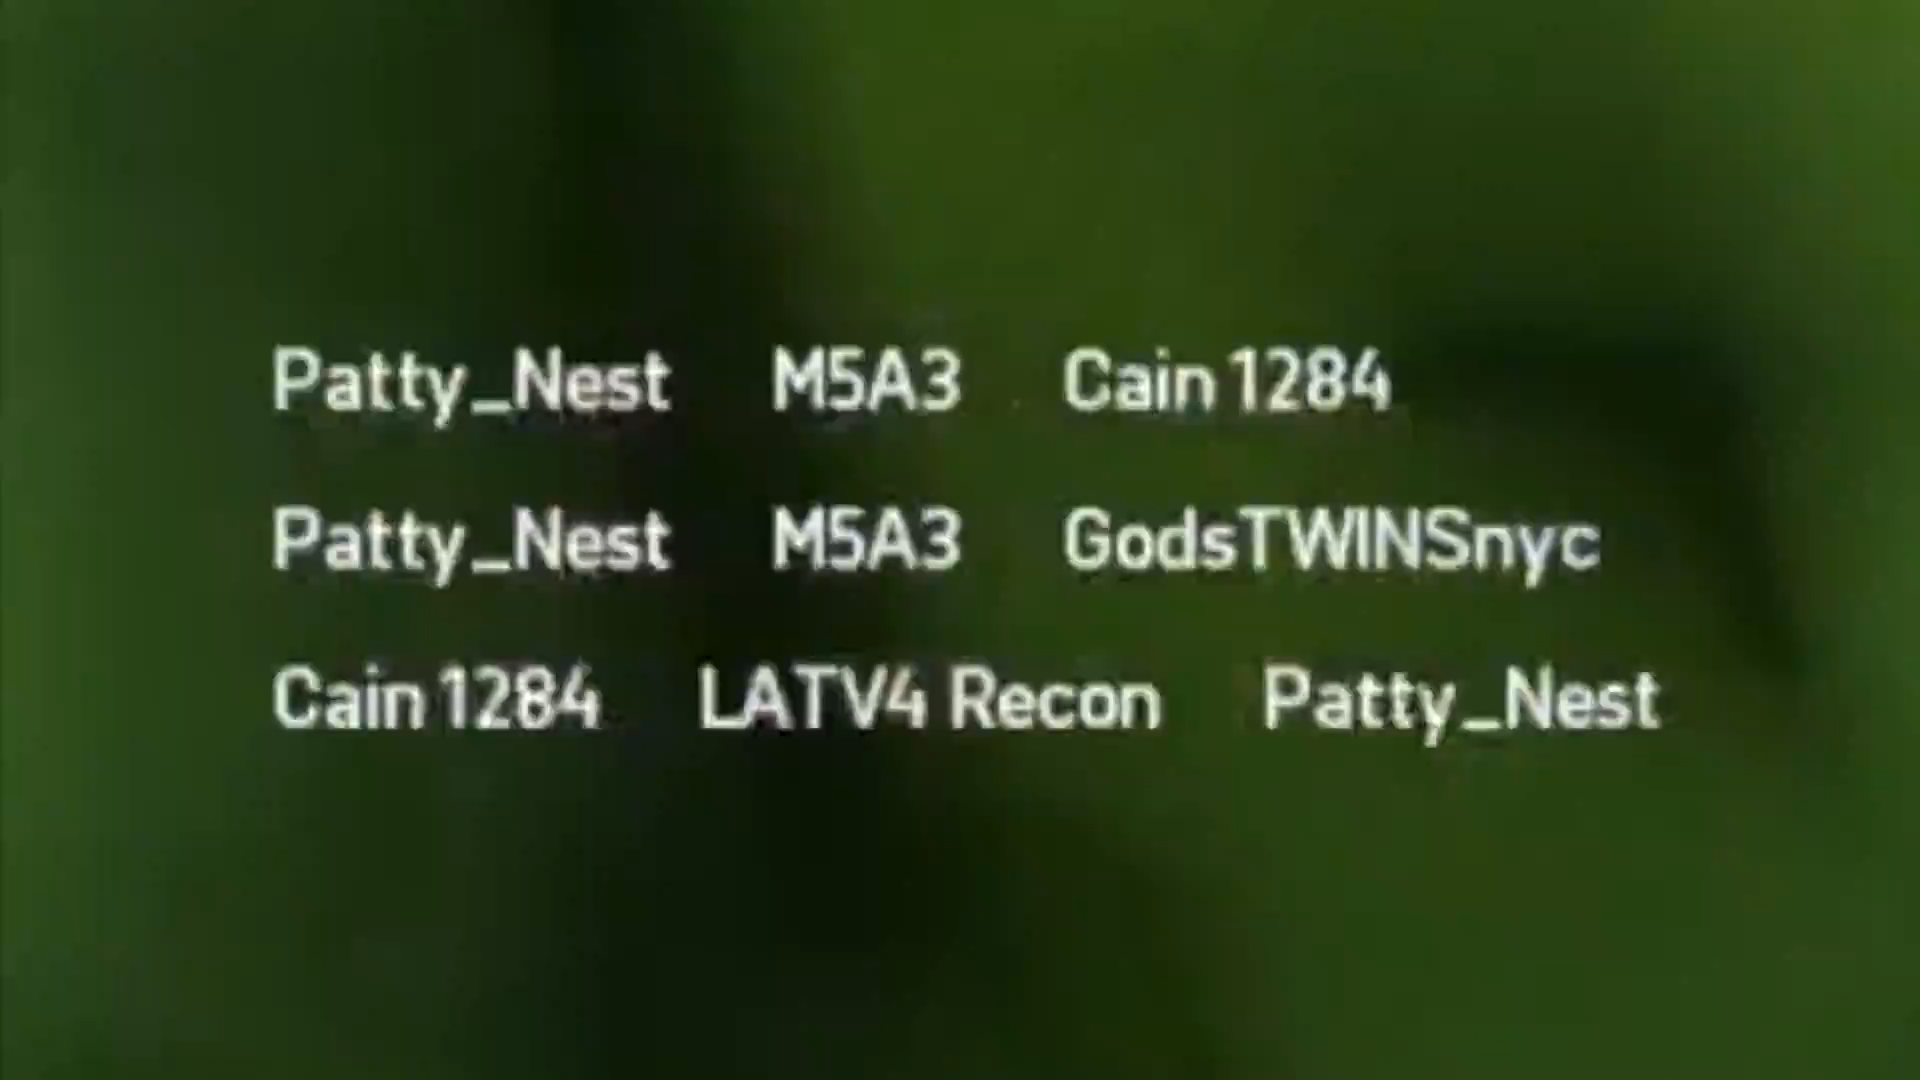 Patty_Nest M5A3 Cain 1284
Patty_Nest M5A3 GodsTWINSnyc
Cain 1284 LATV4 Recon Patty_Nest